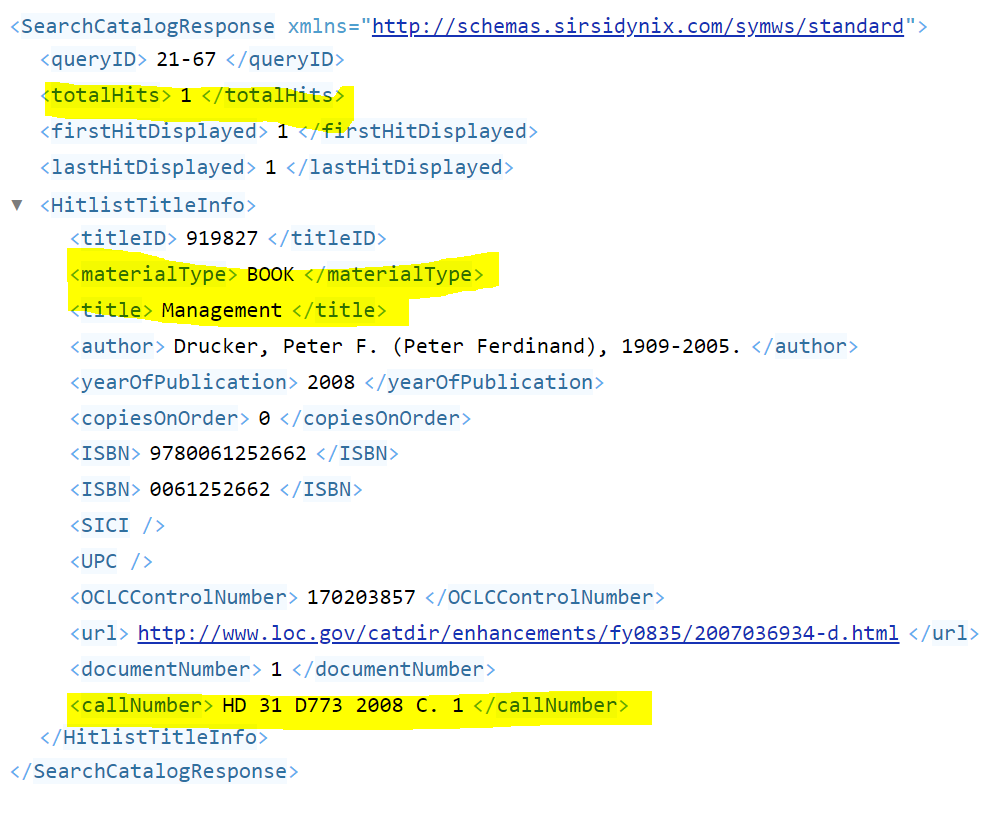 <SearchCatalogResponse xmlns="http://schemas.sirsidynix.com/symws/standard">
<queryID> 21-67 </queryID>
<totalHits> 1 </totalHits>
<firstHitDisplayed> 1 </firstHitDisplayed>
<lastHitDisplayed> 1 </lastHitDisplayed>
▼ <HitlistTitleInfo>
<titleID> 919827 </titleID>
<materialType> BOOK </materialType>
<title> Management </title>
<author> Drucker, Peter F. (Peter Ferdinand), 1909-2005. </author>
<yearOfPublication> 2008 </yearOfPublication>
<copiesOnOrder> 0 </copiesOnOrder>
<ISBN> 9780061252662 </ISBN>
<ISBN> 0061252662 </ISBN>
<SICI />
<UPC />
<OCLCControlNumber> 170203857 </OCLCControlNumber>
<url> http://www.loc.gov/catdir/enhancements/fy0835/2007036934-d.html </url>
<documentNumber> 1 </documentNumber>
<callNumber> HD 31 D773 2008 C. 1 </callNumber>
</HitlistTitleInfo>
</SearchCatalogResponse>